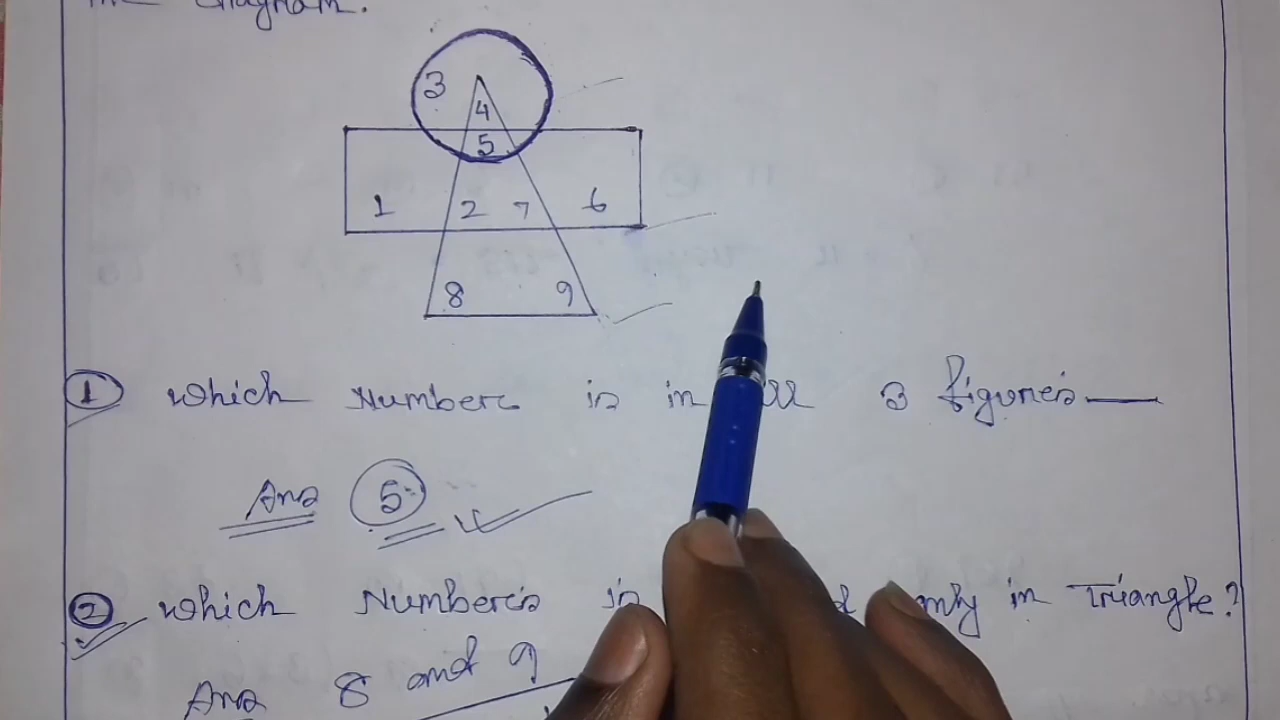 diagram.
3
4
5
1 2 7 6
8 9
1 which Numbers is in 3 figures
Ans 5
2 which Number's is only in Triangle?
Ans 8 and 9